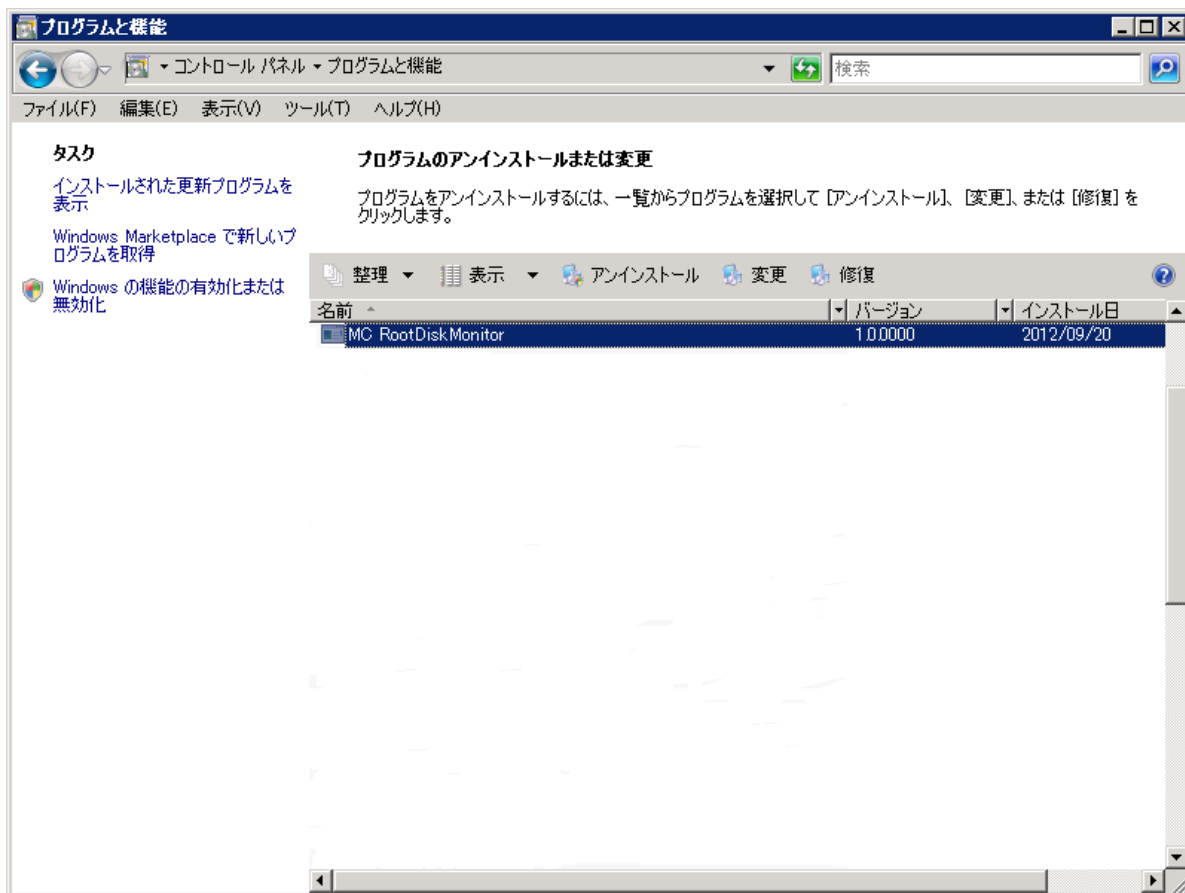 プログラムと機能
コントロール パネル プログラムと機能
検索
ファイル(F) 編集(E) 表示(V) ツール(T) ヘルプ(H)
タスク
インストールされた更新プログラムを
表示
Windows Marketplace で新しいプ
ログラムを取得
Windows の機能の有効化または
無効化
プログラムのアンインストールまたは変更
プログラムをアンインストールするには、一覧からプログラムを選択して [アンインストール]、[変更]、または [修復] を
クリックします。
整理 表示 アンインストール 変更 修復
名前 バージョン インストール日
MC RootDiskMonitor 1.0.0000 2012/09/20